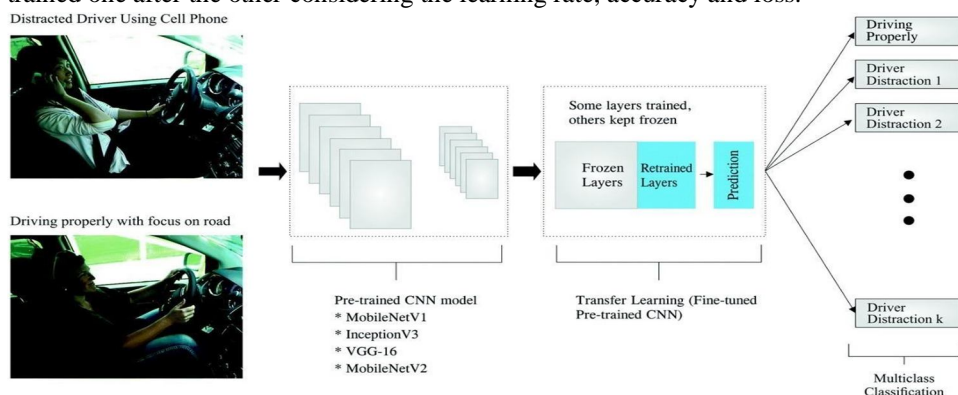 trained one after the other considering the learning rate, accuracy and loss.
Distracted Driver Using Cell Phone
Driving properly with focus on road
Pre-trained CNN model
* MobileNetV1
* InceptionV3
* VGG-16
* MobileNetV2
Some layers trained,
others kept frozen
Frozen
Layers
Retrained
Layers
Prediction
Transfer Learning (Fine-tuned
Pre-trained CNN)
Driving
Properly
Driver
Distraction 1
Driver
Distraction 2
Driver
Distraction k
Multiclass
Classification